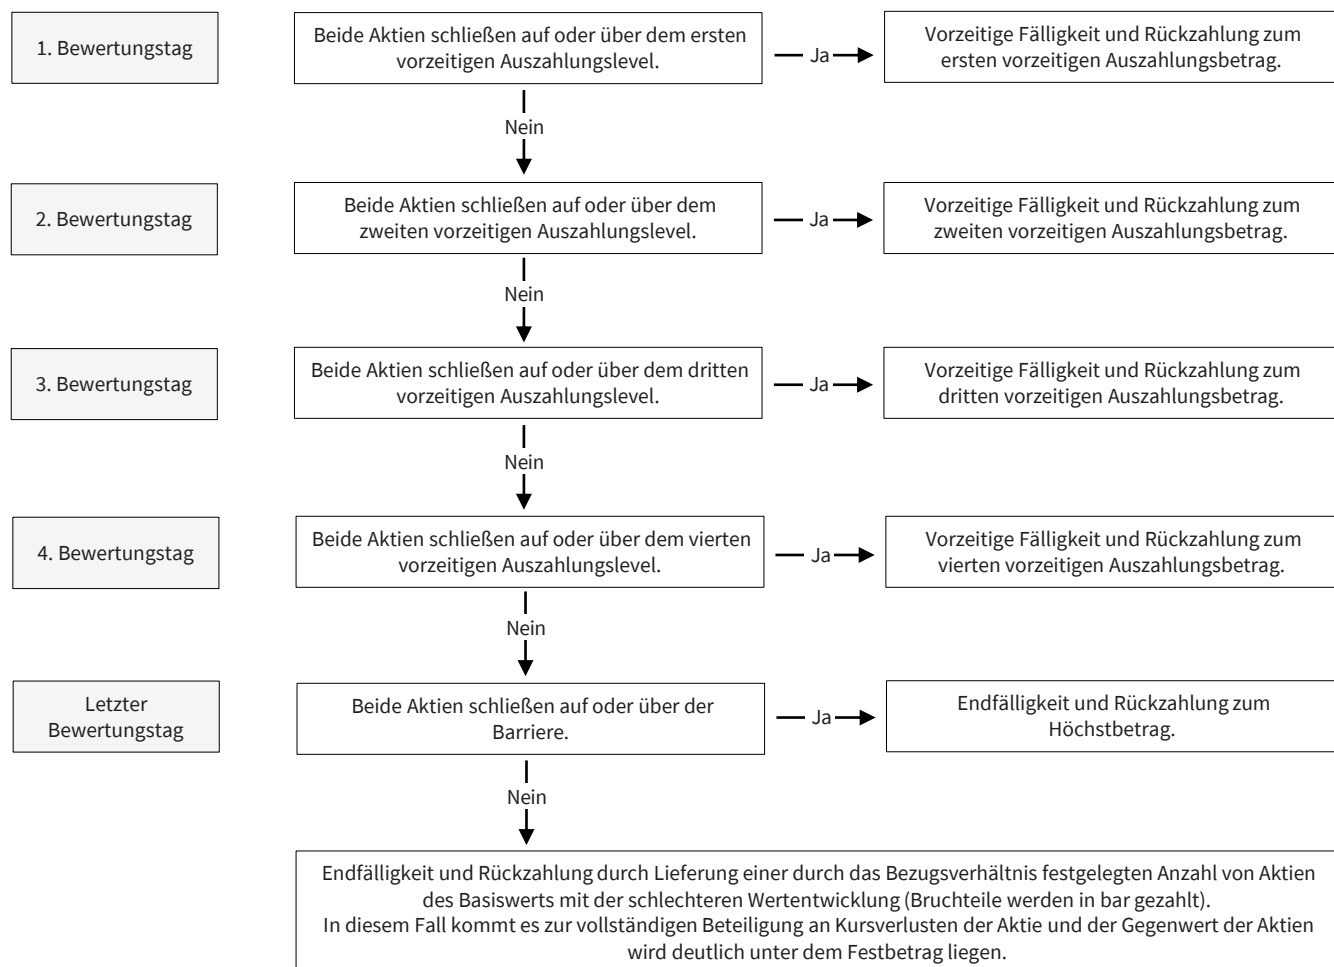 1. Bewertungstag
Beide Aktien schließen auf oder über dem ersten
vorzeitigen Auszahlungslevel.
Ja
Vorzeitige Fälligkeit und Rückzahlung zum
ersten vorzeitigen Auszahlungsbetrag.
Nein
2. Bewertungstag
Beide Aktien schließen auf oder über dem
zweiten vorzeitigen Auszahlungslevel.
Ja
Vorzeitige Fälligkeit und Rückzahlung zum
zweiten vorzeitigen Auszahlungsbetrag.
Nein
3. Bewertungstag
Beide Aktien schließen auf oder über dem dritten
vorzeitigen Auszahlungslevel.
Ja
Vorzeitige Fälligkeit und Rückzahlung zum
dritten vorzeitigen Auszahlungsbetrag.
Nein
4. Bewertungstag
Beide Aktien schließen auf oder über dem vierten
vorzeitigen Auszahlungslevel.
Ja
Vorzeitige Fälligkeit und Rückzahlung zum
vierten vorzeitigen Auszahlungsbetrag.
Nein
Letzter
Bewertungstag
Beide Aktien schließen auf oder über der
Barriere.
Ja
Endfälligkeit und Rückzahlung zum
Höchstbetrag.
Nein
Endfälligkeit und Rückzahlung durch Lieferung einer durch das Bezugsverhältnis festgelegten Anzahl von Aktien
des Basiswerts mit der schlechteren Wertentwicklung (Bruchteile werden in bar gezahlt).
In diesem Fall kommt es zur vollständigen Beteiligung an Kursverlusten der Aktie und der Gegenwert der Aktien
wird deutlich unter dem Festbetrag liegen.